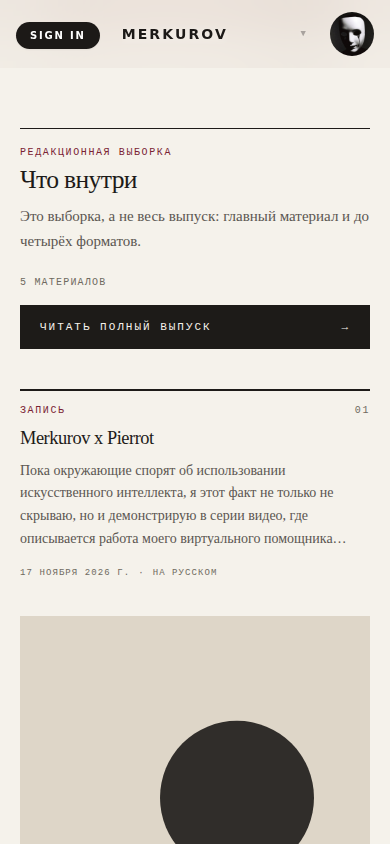 SIGN IN
MERKUROV
▼
РЕДАКЦИОННАЯ ВЫБОРКА
Что внутри
Это выборка, а не весь выпуск: главный материал и до
четырёх форматов.
5 МАТЕРИАЛОВ
ЧИТАТЬ ПОЛНЫЙ ВЫПУСК →
ЗАПИСЬ 01
Merkurov x Pierrot
Пока окружающие спорят об использовании
искусственного интеллекта, я этот факт не только не
скрываю, но и демонстрирую в серии видео, где
описывается работа моего виртуального помощника…
17 НОЯБРЯ 2026 Г. · НА РУССКОМ